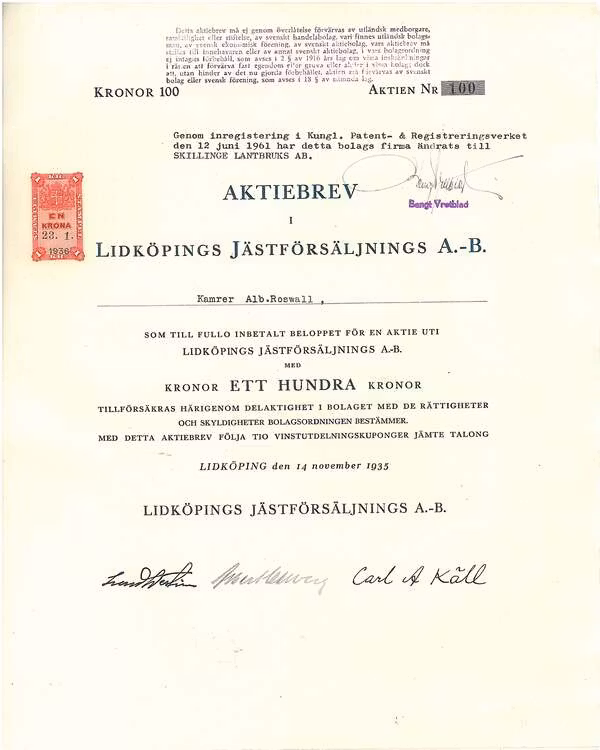 Detta aktiebrev må ej genom överlåtelse förvärvas av utländsk medborgare,
samfällighet eller stiftelse, av svenskt handelsbolag, vari finnes utländsk bolags-
man, av svensk ekonomisk förening, av svenskt aktiebolag, vars aktiebrev må
ställas till innehavaren eller av annat svenskt aktiebolag, i vars bolagsordning
ej intages förbehåll, som avses i 2 § av 1916 års lag om vissa inskränkningar
i rätten att förvärva fast egendom eller gruva eller aktier i vissa bolag; dock
att, utan hinder av det nu gjorda förbehållet, aktien må förvärvas av svenskt
bolag eller svensk förening, som avses i 18 § av nämnda lag.
KRONOR 100 AKTIEN NR 100
Genom inregistering i Kungl. Patent- & Registreringsverket
den 12 juni 1961 har detta bolags firma ändrats till
SKILLINGE LANTBRUKS AB.
Bengt Vretblad
Bengt Vretblad
AKTIEBREV
I
EN
KRONA
23. 1.
1936
LIDKÖPINGS JÄSTFÖRSÄLJNINGS A.-B.
Kamrer Alb.Roswall ,
SOM TILL FULLO INBETALT BELOPPET FÖR EN AKTIE UTI
LIDKÖPINGS JÄSTFÖRSÄLJNINGS A.-B.
MED
KRONOR ETT HUNDRA KRONOR
TILLFÖRSÄKRAS HÄRIGENOM DELAKTIGHET I BOLAGET MED DE RÄTTIGHETER
OCH SKYLDIGHETER BOLAGSORDNINGEN BESTÄMMER.
MED DETTA AKTIEBREV FÖLJA TIO VINSTUTDELNINGSKUPONGER JÄMTE TALONG
LIDKÖPING den 14 november 1935
LIDKÖPINGS JÄSTFÖRSÄLJNINGS A.-B.
Carl A Käll